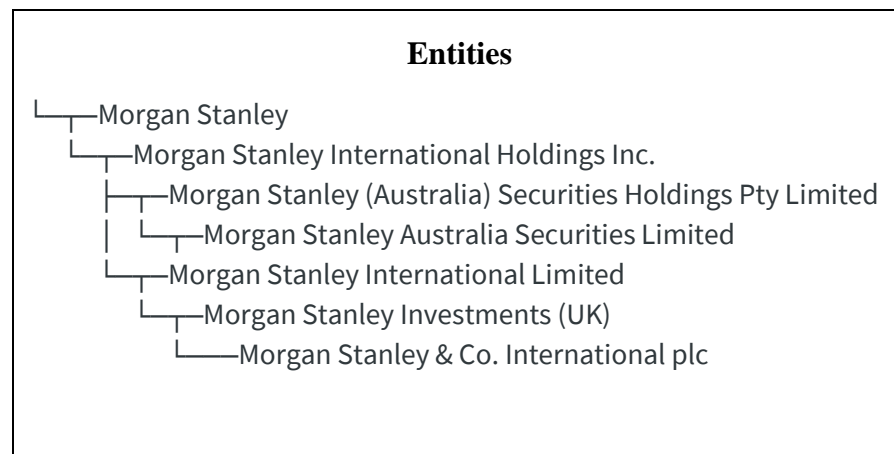 Entities
Morgan Stanley
Morgan Stanley International Holdings Inc.
Morgan Stanley (Australia) Securities Holdings Pty Limited
Morgan Stanley Australia Securities Limited
Morgan Stanley International Limited
Morgan Stanley Investments (UK)
Morgan Stanley & Co. International plc